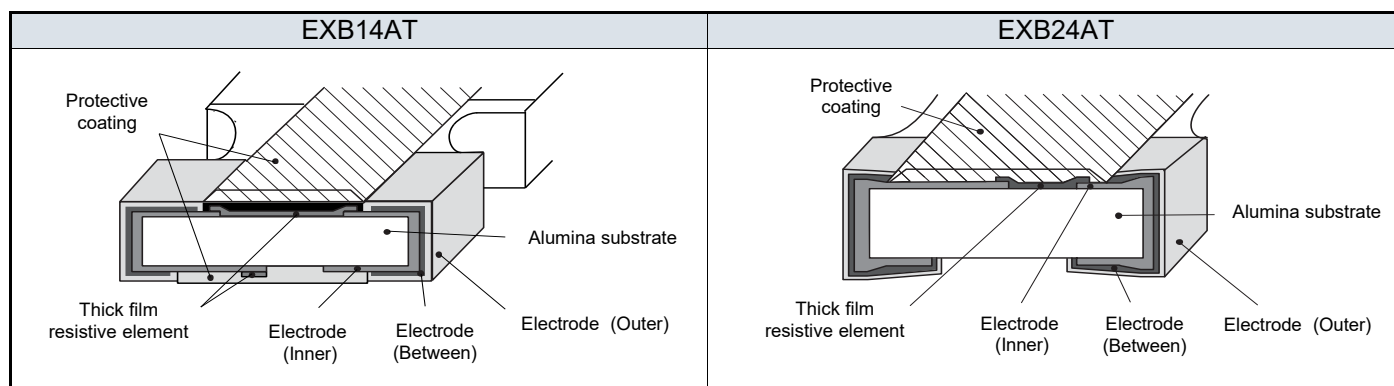 EXB14AT
EXB24AT
Protective
coating
Alumina substrate
Thick film
resistive element
Electrode
(Inner)
Electrode
(Between)
Electrode (Outer)
Protective
coating
Alumina substrate
Thick film
resistive element
Electrode
(Inner)
Electrode
(Between)
Electrode (Outer)